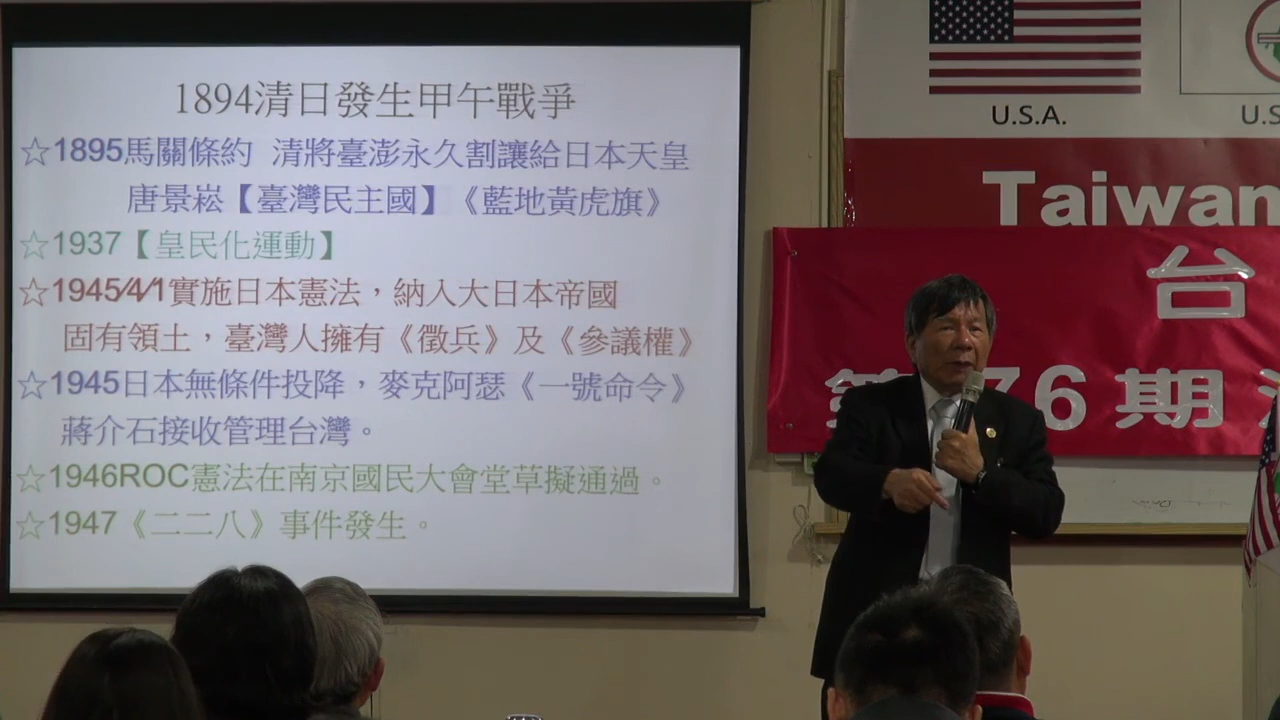 1894清日發生甲午戰爭
☆1895馬關條約 清將臺澎永久割讓給日本天皇
唐景崧【臺灣民主國】《藍地黃虎旗》
☆1937【皇民化運動】
☆1945/4/1實施日本憲法，納入大日本帝國
固有領土，臺灣人擁有《徵兵》及《參議權》
☆1945日本無條件投降，麥克阿瑟《一號命令》
蔣介石接收管理台灣。
☆1946ROC憲法在南京國民大會堂草擬通過。
☆1947《二二八》事件發生。
U.S.A.
U.S
Taiwan
台
第 76期